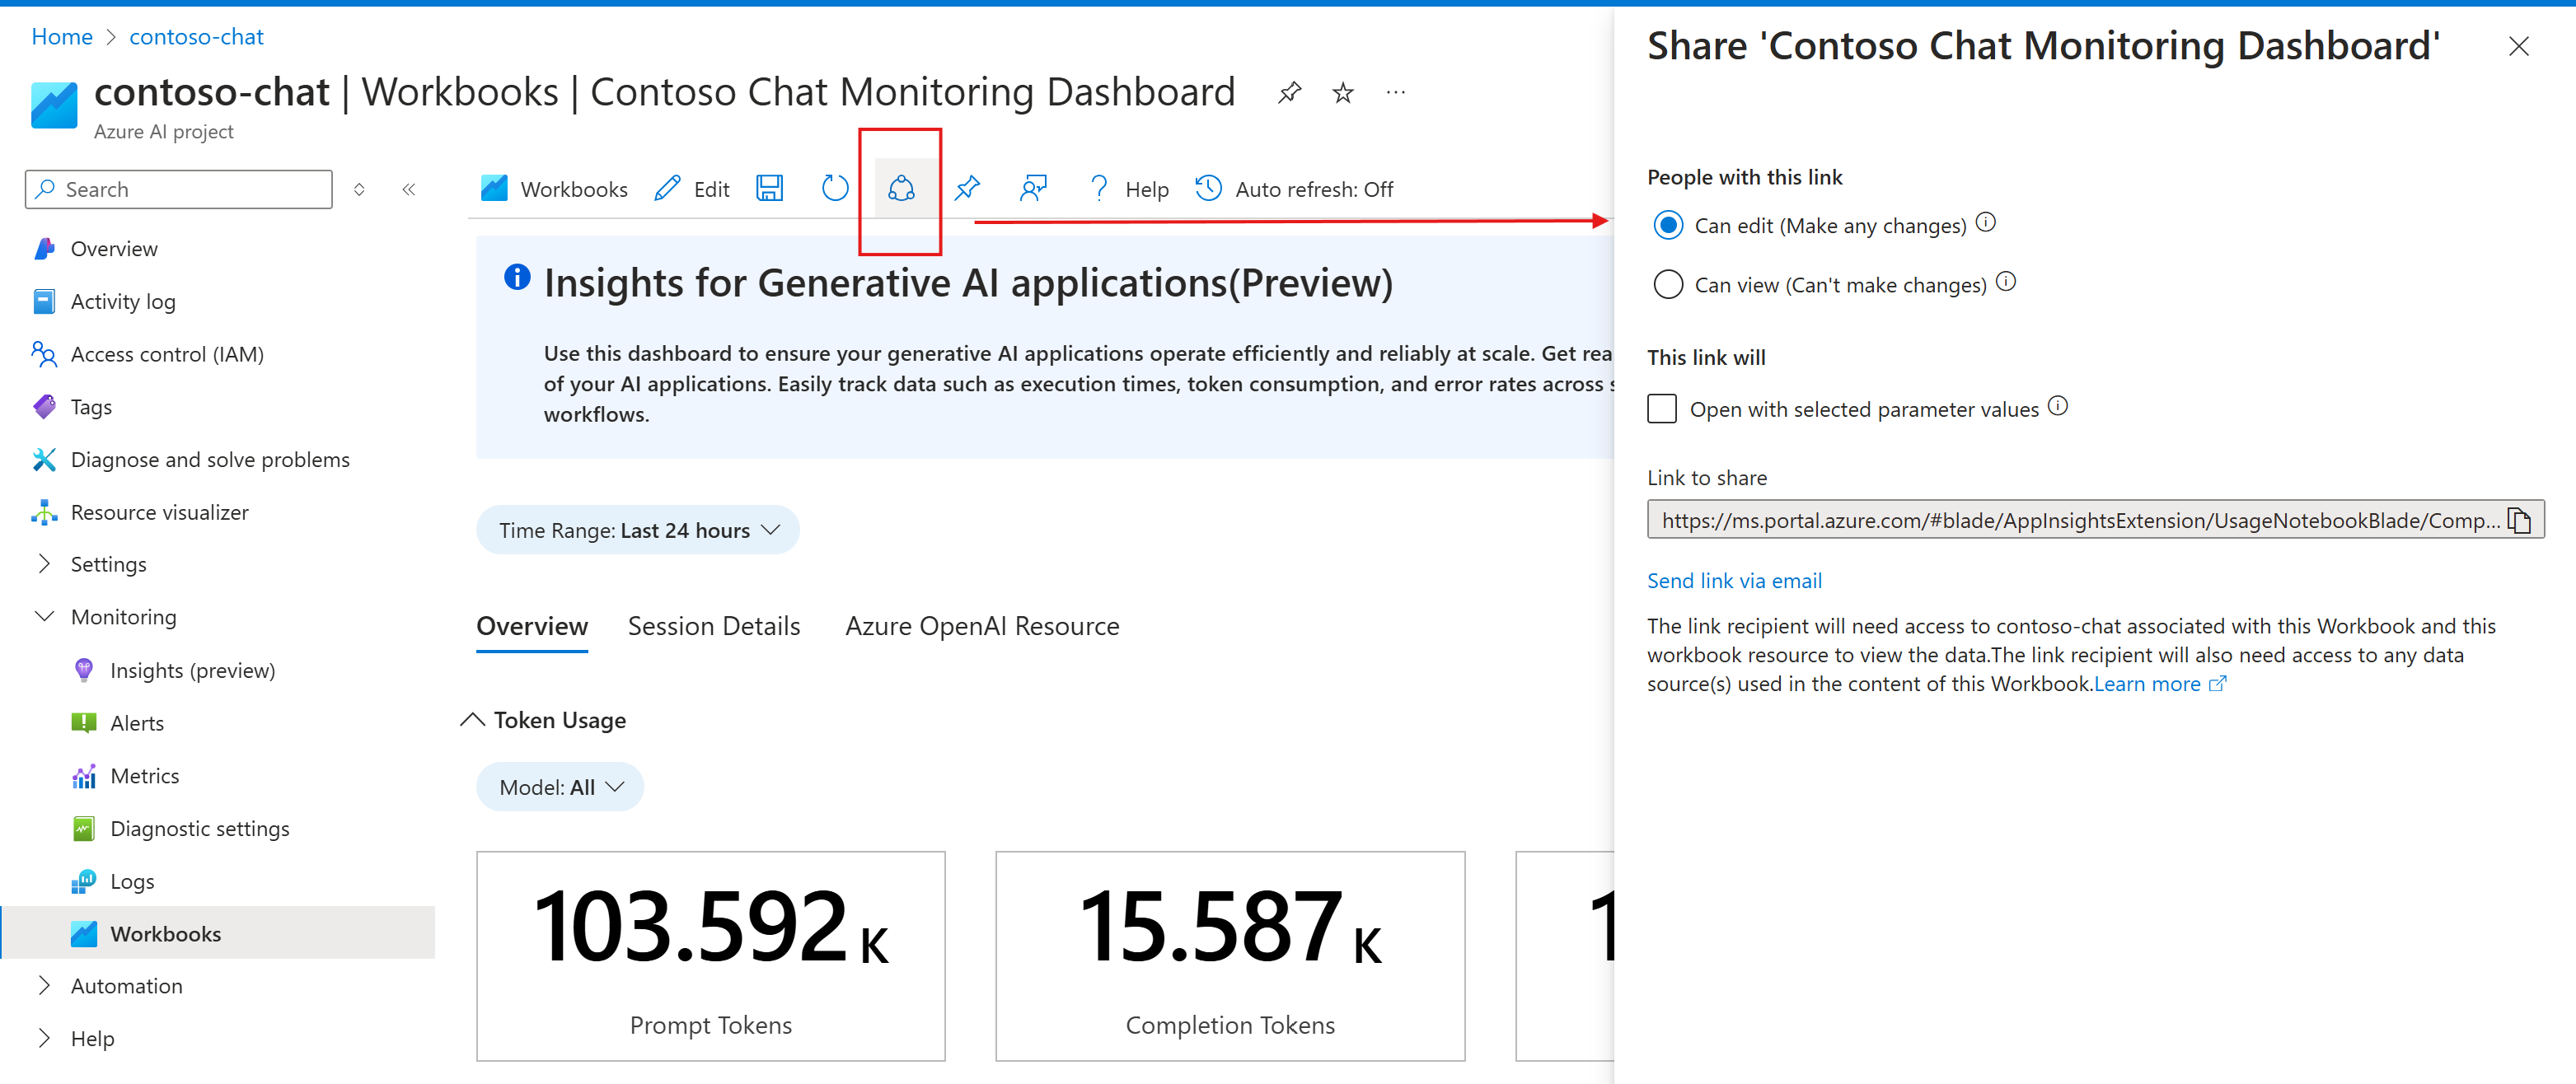 Home > contoso-chat
contoso-chat | Workbooks | Contoso Chat Monitoring Dashboard
Azure AI project
Search
Overview
Activity log
Access control (IAM)
Tags
Diagnose and solve problems
Resource visualizer
Settings
Monitoring
Insights (preview)
Alerts
Metrics
Diagnostic settings
Logs
Workbooks
Automation
Help
Workbooks Edit Help Auto refresh: Off
Insights for Generative AI applications(Preview)
Use this dashboard to ensure your generative AI applications operate efficiently and reliably at scale. Get rea
of your AI applications. Easily track data such as execution times, token consumption, and error rates across s
workflows.
Time Range: Last 24 hours
Overview Session Details Azure OpenAI Resource
Token Usage
Model: All
103.592 K
Prompt Tokens
15.587 K
Completion Tokens
1
Share 'Contoso Chat Monitoring Dashboard'
People with this link
Can edit (Make any changes)
Can view (Can't make changes)
This link will
Open with selected parameter values
Link to share
https://ms.portal.azure.com/#blade/AppInsightsExtension/UsageNotebookBlade/Comp...
Send link via email
The link recipient will need access to contoso-chat associated with this Workbook and this
workbook resource to view the data.The link recipient will also need access to any data
source(s) used in the content of this Workbook.Learn more